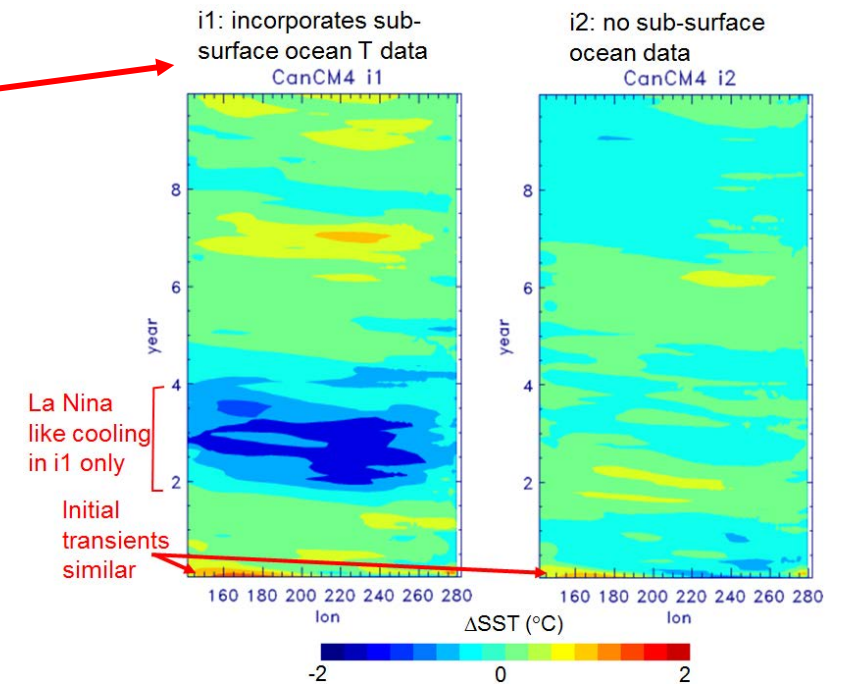 i1: incorporates sub-
surface ocean T data
CanCM4 i1
i2: no sub-surface
ocean data
CanCM4 i2
8
6
4
2
year
160 180 200 220 240 260 280
lon
8
6
4
2
year
160 180 200 220 240 260 280
lon
La Nina
like cooling
in i1 only
Initial
transients
similar
ΔSST (°C)
-2 0 2